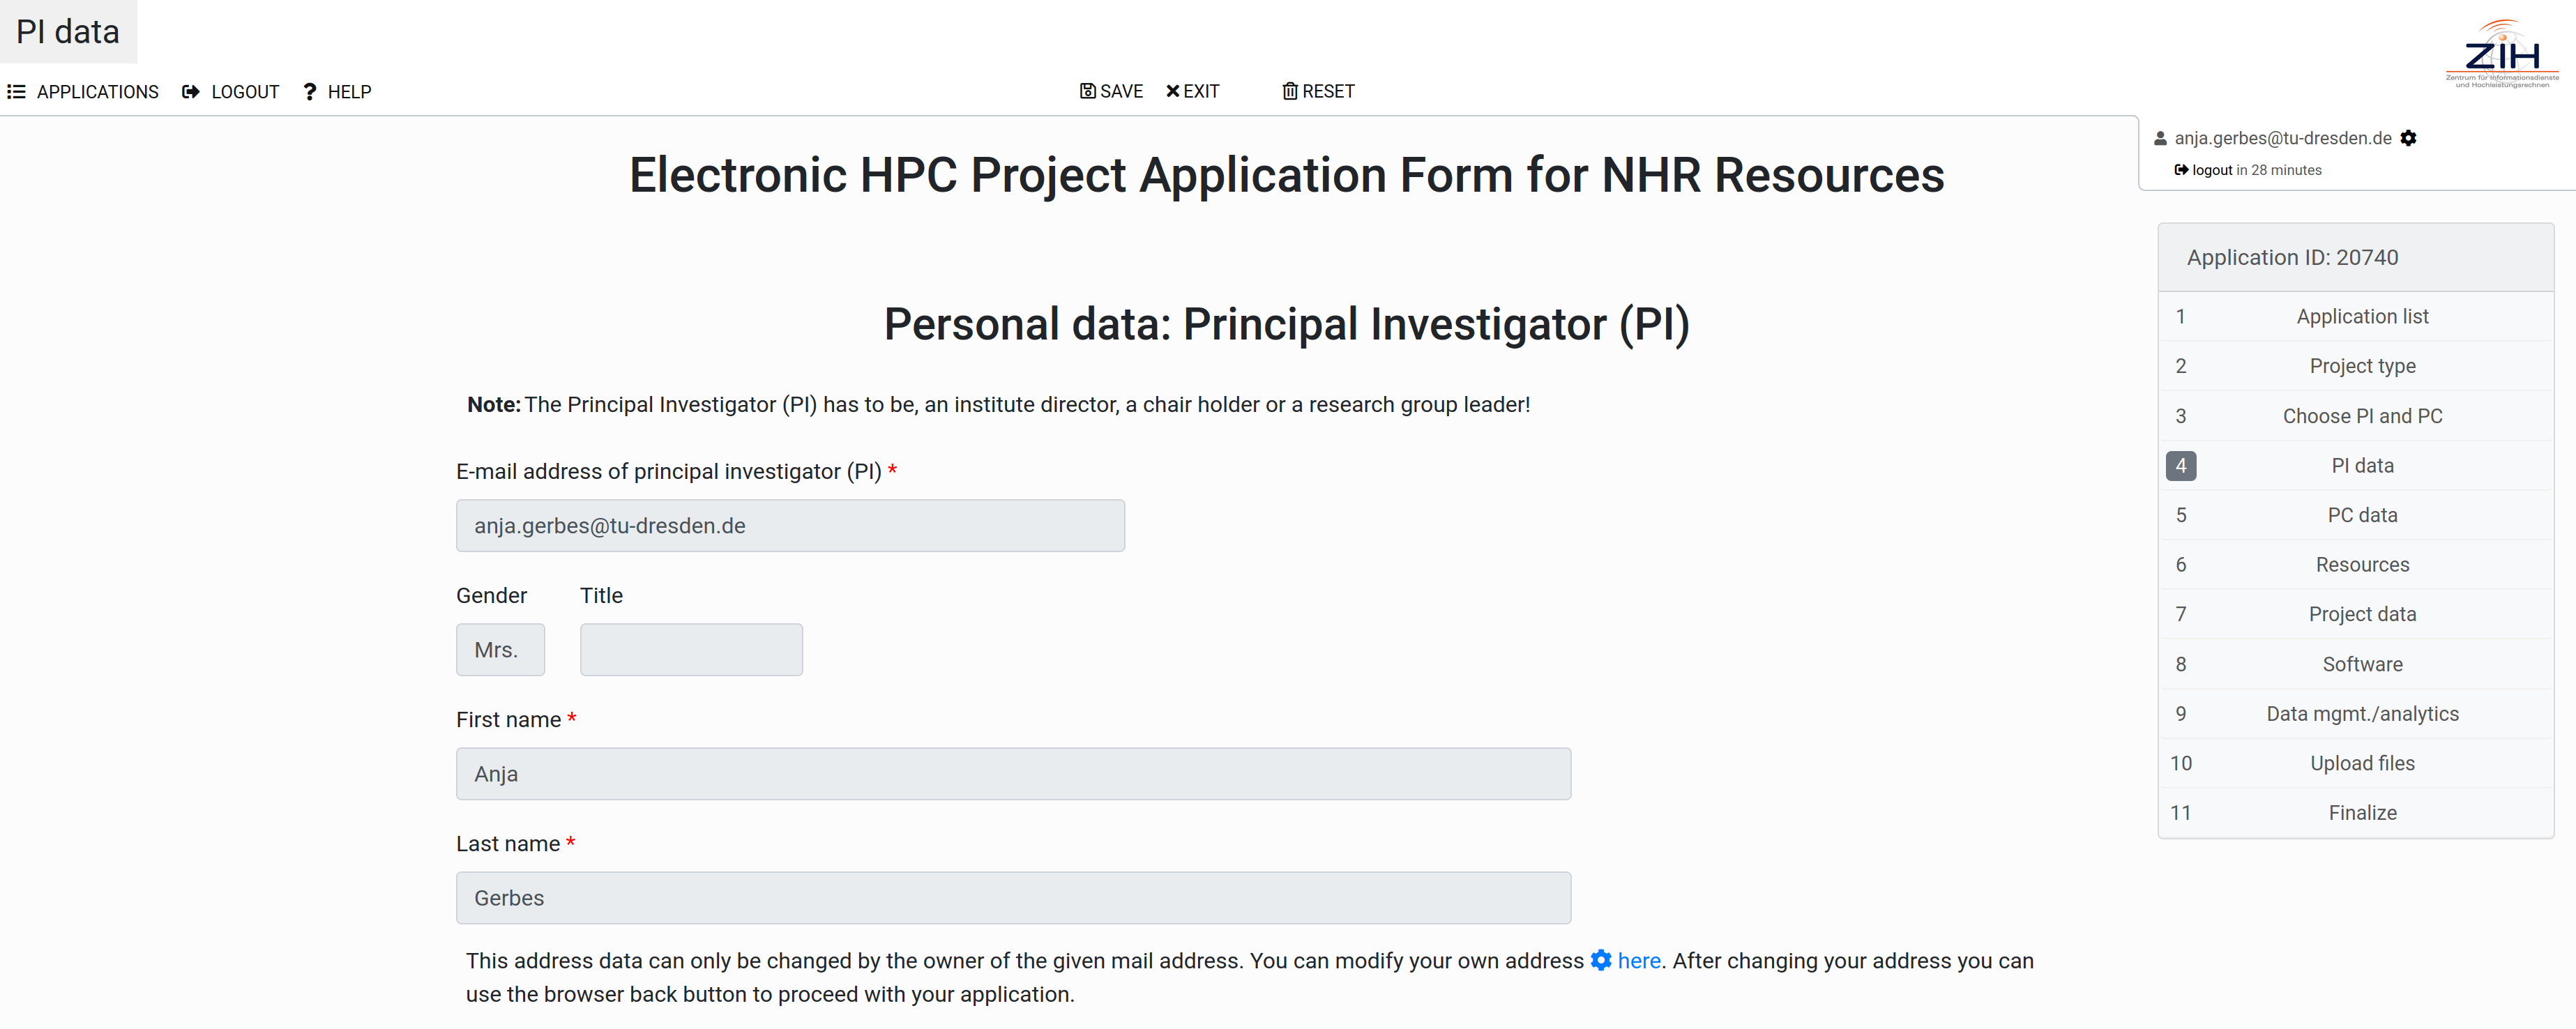 PI data
APPLICATIONS LOGOUT ? HELP SAVE EXIT RESET
ZIH
Zentrum für Informationsdienste
und Hochleistungsrechnen
anja.gerbes@tu-dresden.de
logout in 28 minutes
Electronic HPC Project Application Form for NHR Resources
Personal data: Principal Investigator (PI)
Note: The Principal Investigator (PI) has to be, an institute director, a chair holder or a research group leader!
E-mail address of principal investigator (PI) *
anja.gerbes@tu-dresden.de
Gender Title
Mrs.
First name *
Anja
Last name *
Gerbes
This address data can only be changed by the owner of the given mail address. You can modify your own address here. After changing your address you can
use the browser back button to proceed with your application.
Application ID: 20740
1 Application list
2 Project type
3 Choose PI and PC
4 PI data
5 PC data
6 Resources
7 Project data
8 Software
9 Data mgmt./analytics
10 Upload files
11 Finalize